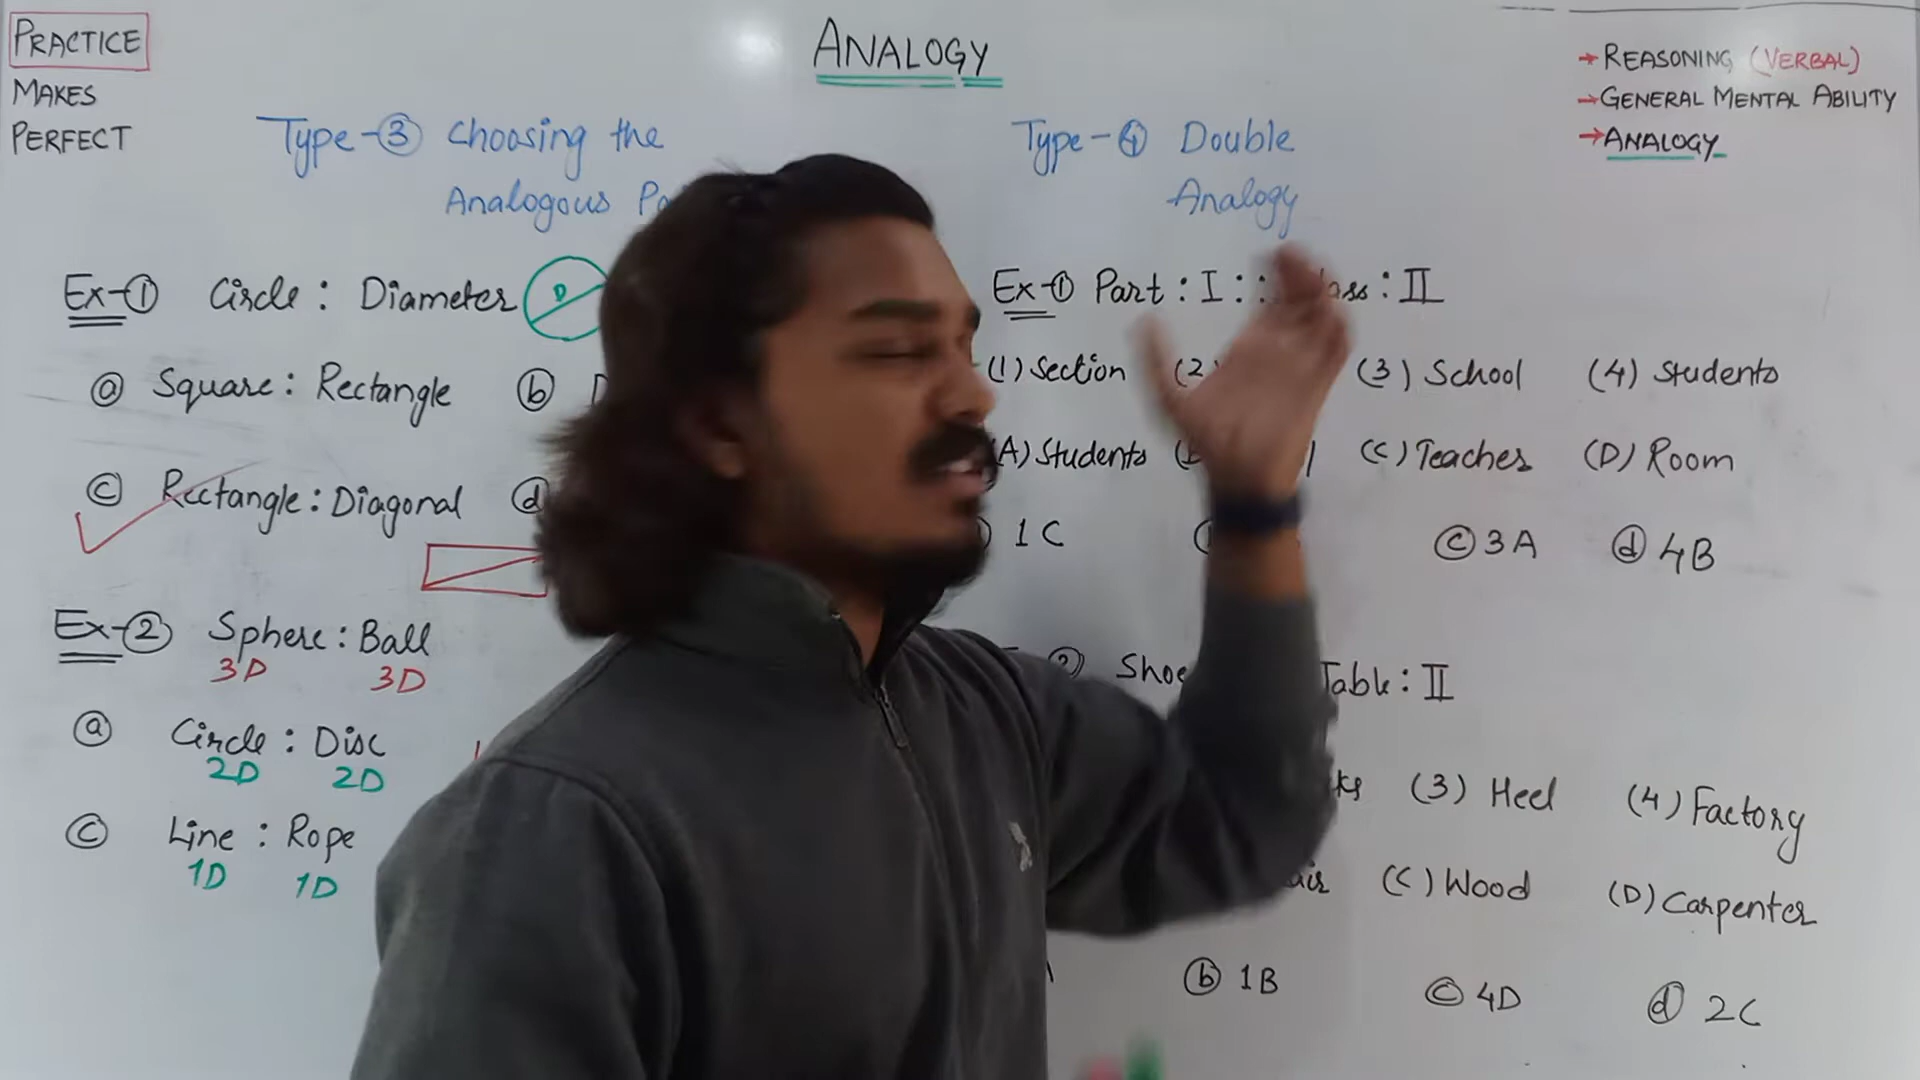 PRACTICE
MAKES
PERFECT
ANALOGY
→ REASONING (VERBAL)
→ GENERAL MENTAL ABILITY
→ ANALOGY
Type-③ Choosing the
Analogous
Ex-① Circle : Diameter
D
ⓐ Square : Rectangle ⓑ
ⓒ Rectangle : Diagonal ⓓ
Ex-② Sphere : Ball
3D 3D
ⓐ Circle : Disc
2D 2D
ⓒ Line : Rope
1D 1D
Type-④ Double
Analogy
Ex-① Part : I : : : II
(1) Section (2) (3) School (4) Students
(A) Students (C) Teaches (D) Room
1C ⓒ 3A ⓓ 4B
② Table : II
(3) Heel (4) Factory
(C) Wood (D) Carpenter
ⓑ 1B ⓒ 4D ⓓ 2C